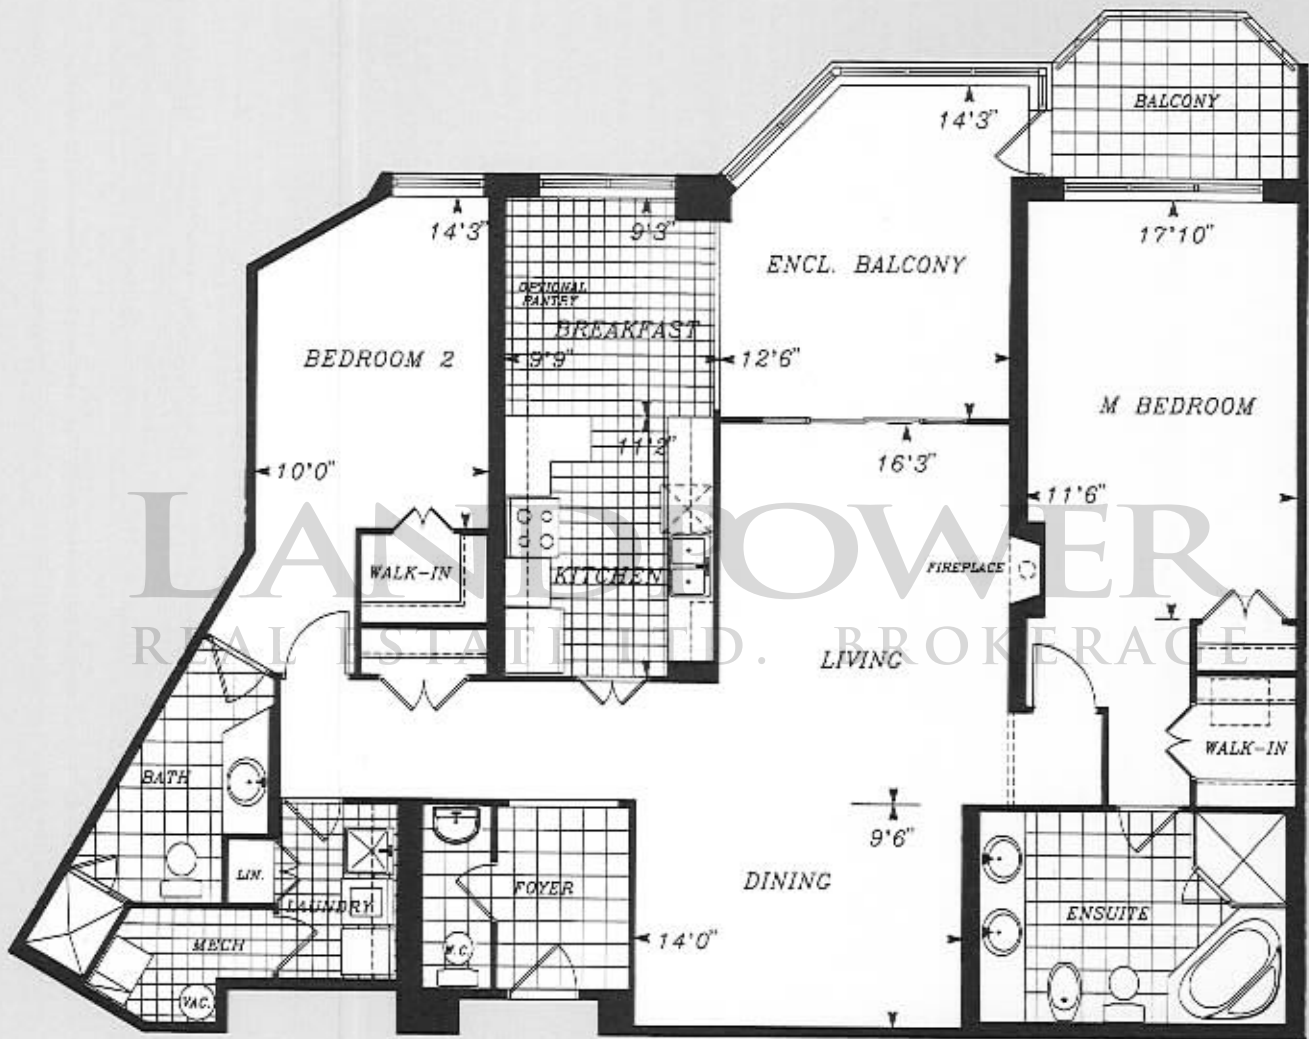 BALCONY
14'3"
14'3"
9'3"
17'10"
ENCL. BALCONY
OPTIONAL
PANTRY
BREAKFAST
BEDROOM 2
9'9"
12'6"
M BEDROOM
11'2"
16'3"
10'0"
11'6"
LANDPOWER
WALK-IN
KITCHEN
FIREPLACE
REAL ESTATE LTD. BROKERAGE
LIVING
WALK-IN
BATH
9'6"
LIN.
LAUNDRY
FOYER
DINING
ENSUITE
MECH
W.C.
14'0"
VAC.